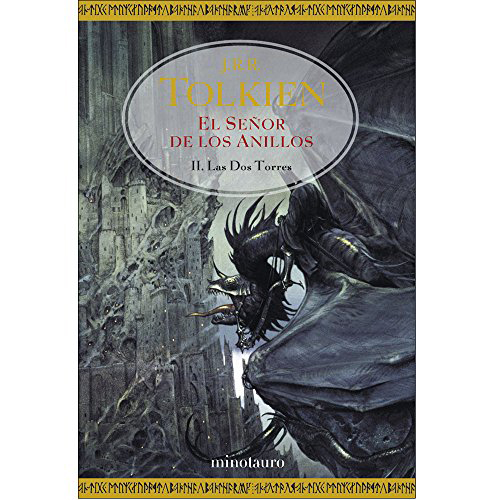 J.R.R.
TOLKIEN
EL SEÑOR
DE LOS ANILLOS
II. LAS DOS TORRES
minotauro